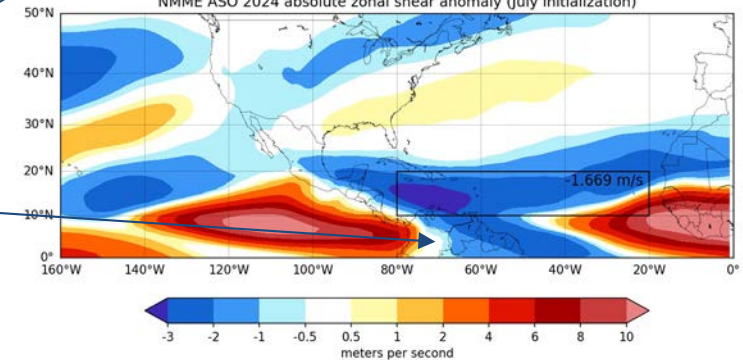 NMME ASO 2024 absolute zonal shear anomaly (July initialization)
50°N
40°N
30°N
20°N
-1.669 m/s
10°N
0°
160°W 140°W 120°W 100°W 80°W 60°W 40°W 20°W 0°
-3 -2 -1 -0.5 0.5 1 2 4 6 8 10
meters per second